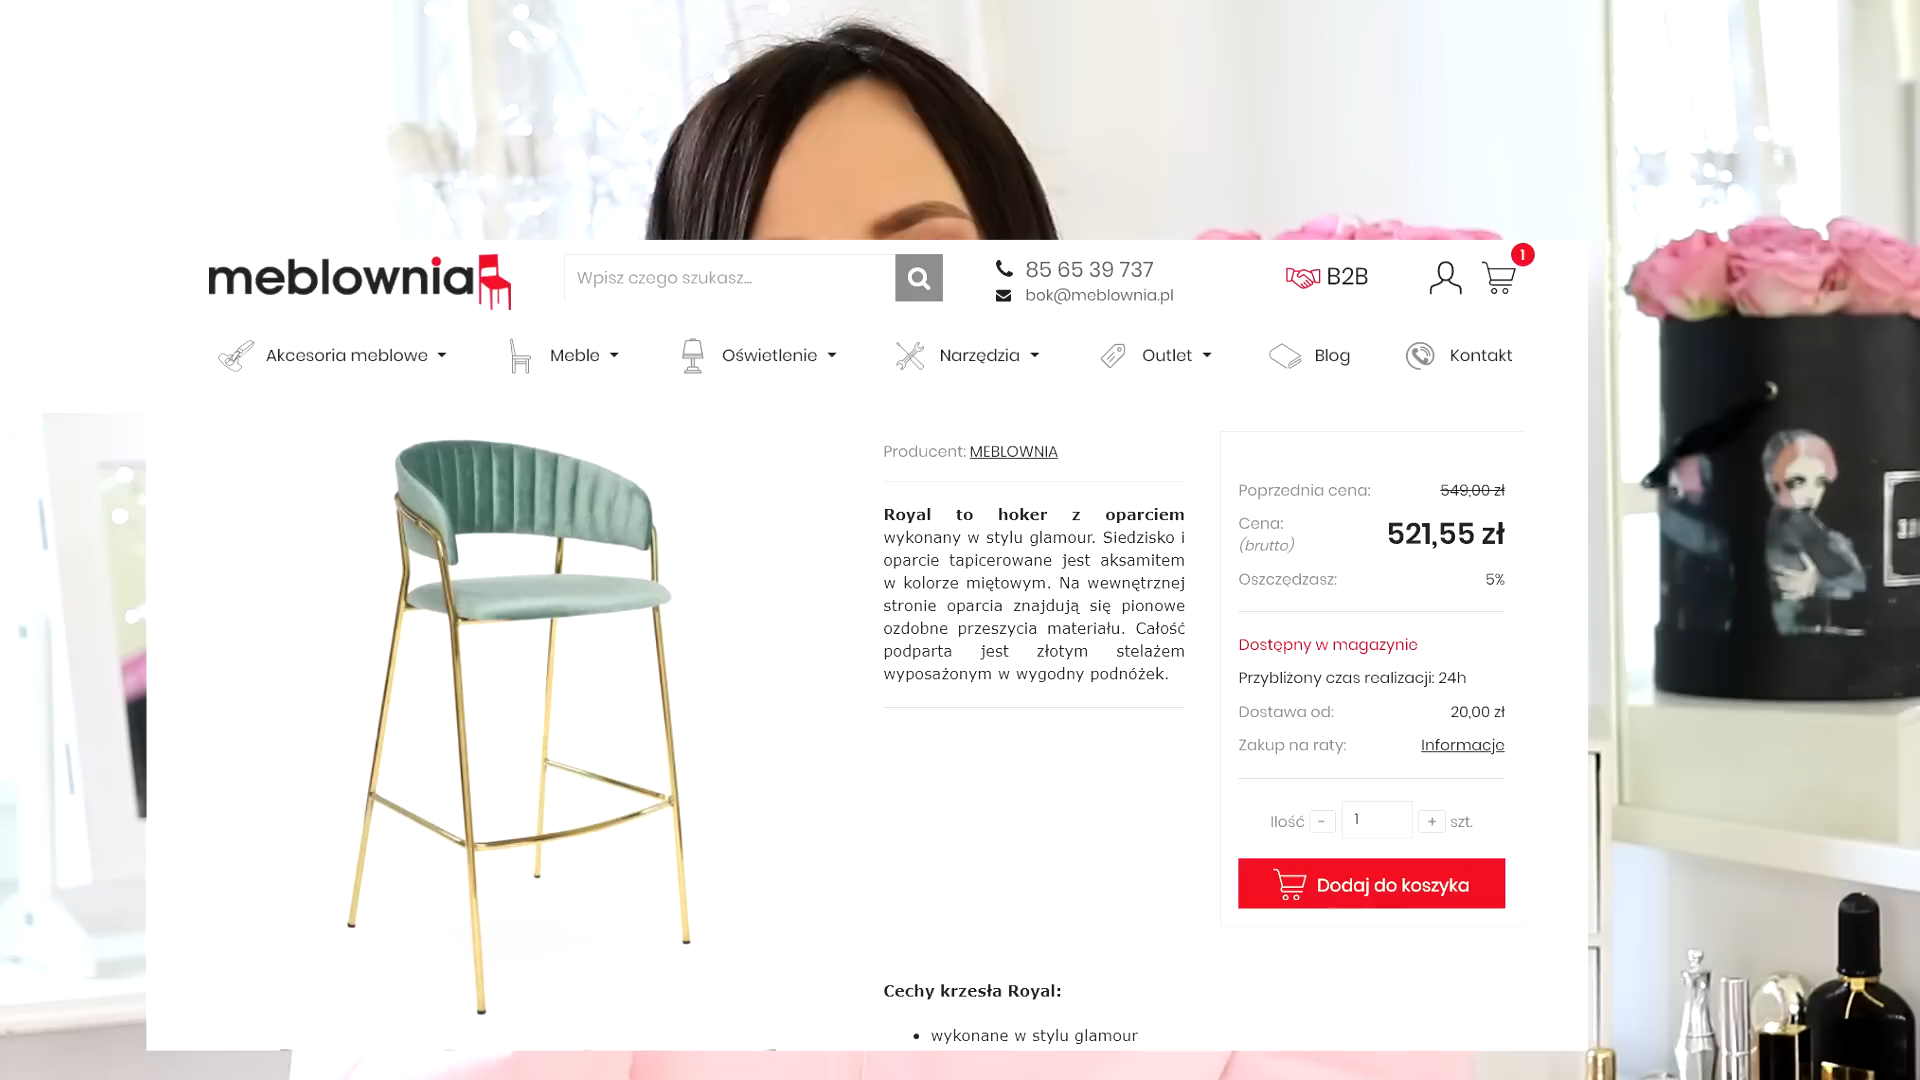 meblownia
Wpisz czego szukasz...
85 65 39 737
bok@meblownia.pl
B2B
1
Akcesoria meblowe
Meble
Oświetlenie
Narzędzia
Outlet
Blog
Kontakt
Producent: MEBLOWNIA
Royal to hoker z oparciem
wykonany w stylu glamour. Siedzisko i
oparcie tapicerowane jest aksamitem
w kolorze miętowym. Na wewnętrznej
stronie oparcia znajdują się pionowe
ozdobne przeszycia materiału. Całość
podparta jest złotym stelażem
wyposażonym w wygodny podnóżek.
Poprzednia cena: 549,00 zł
Cena: 521,55 zł
(brutto)
Oszczędzasz: 5%
Dostępny w magazynie
Przybliżony czas realizacji: 24h
Dostawa od: 20,00 zł
Zakup na raty: Informacje
Ilość - 1 + szt.
Dodaj do koszyka
Cechy krzesła Royal:
• wykonane w stylu glamour